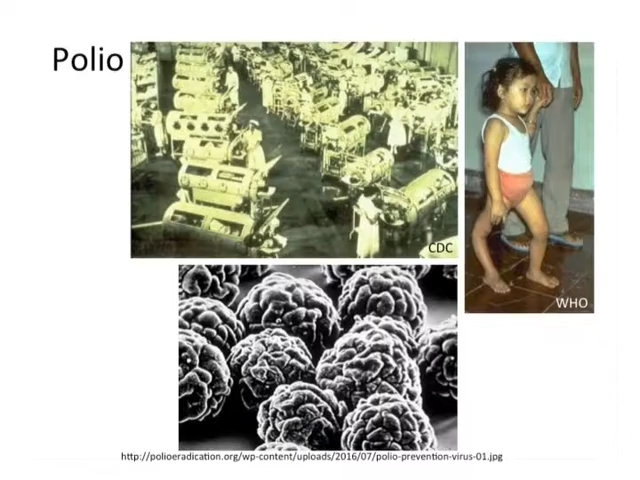 Polio
CDC
WHO
http://polioeradication.org/wp-content/uploads/2016/07/polio-prevention-virus-01.jpg